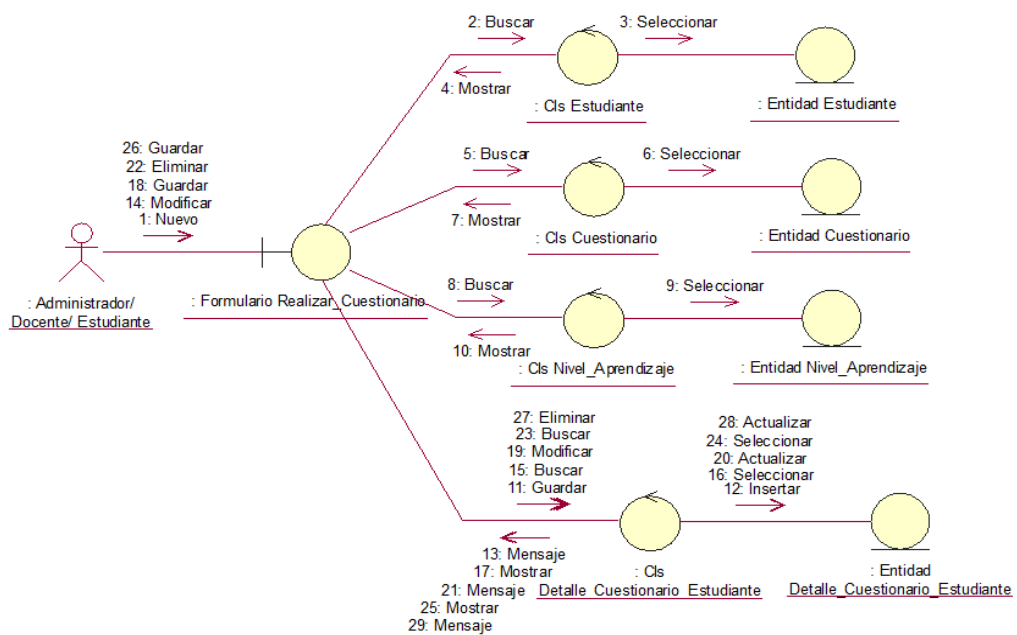 2: Buscar
3: Seleccionar
4: Mostrar
: Cls Estudiante
: Entidad Estudiante
26: Guardar
22: Eliminar
18: Guardar
14: Modificar
1: Nuevo
5: Buscar
6: Seleccionar
7: Mostrar
: Cls Cuestionario
: Entidad Cuestionario
: Administrador/
Docente/ Estudiante
: Formulario Realizar_Cuestionario
8: Buscar
9: Seleccionar
10: Mostrar
: Cls Nivel_Aprendizaje
: Entidad Nivel_Aprendizaje
27: Eliminar
23: Buscar
19: Modificar
15: Buscar
11: Guardar
28: Actualizar
24: Seleccionar
20: Actualizar
16: Seleccionar
12: Insertar
13: Mensaje
17: Mostrar
21: Mensaje
25: Mostrar
29: Mensaje
: Cls
Detalle_Cuestionario_Estudiante
: Entidad
Detalle_Cuestionario_Estudiante